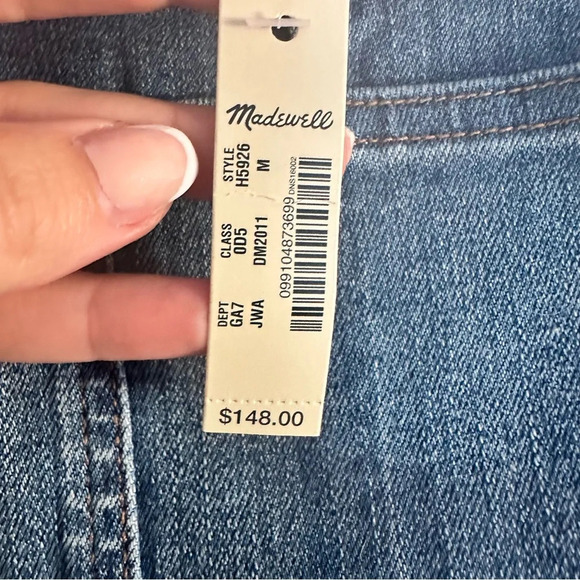 Madewell
STYLE
H5926
M
CLASS
0D5
DM2011
DEPT
GA7
JWA
099104873699
DNS16002
$148.00